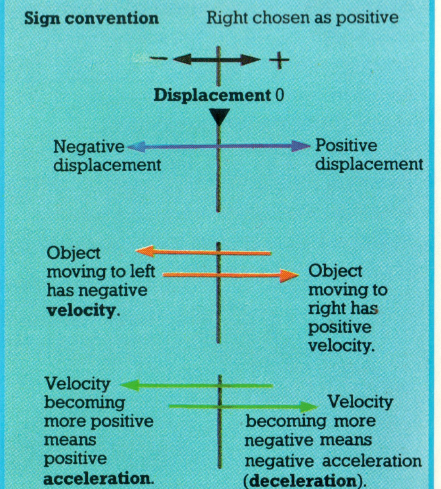 Sign convention Right chosen as positive
− +
Displacement 0
Negative
displacement
Positive
displacement
Object
moving to left
has negative
velocity.
Object
moving to
right has
positive
velocity.
Velocity
becoming
more positive
means
positive
acceleration.
Velocity
becoming more
negative means
negative acceleration
(deceleration).